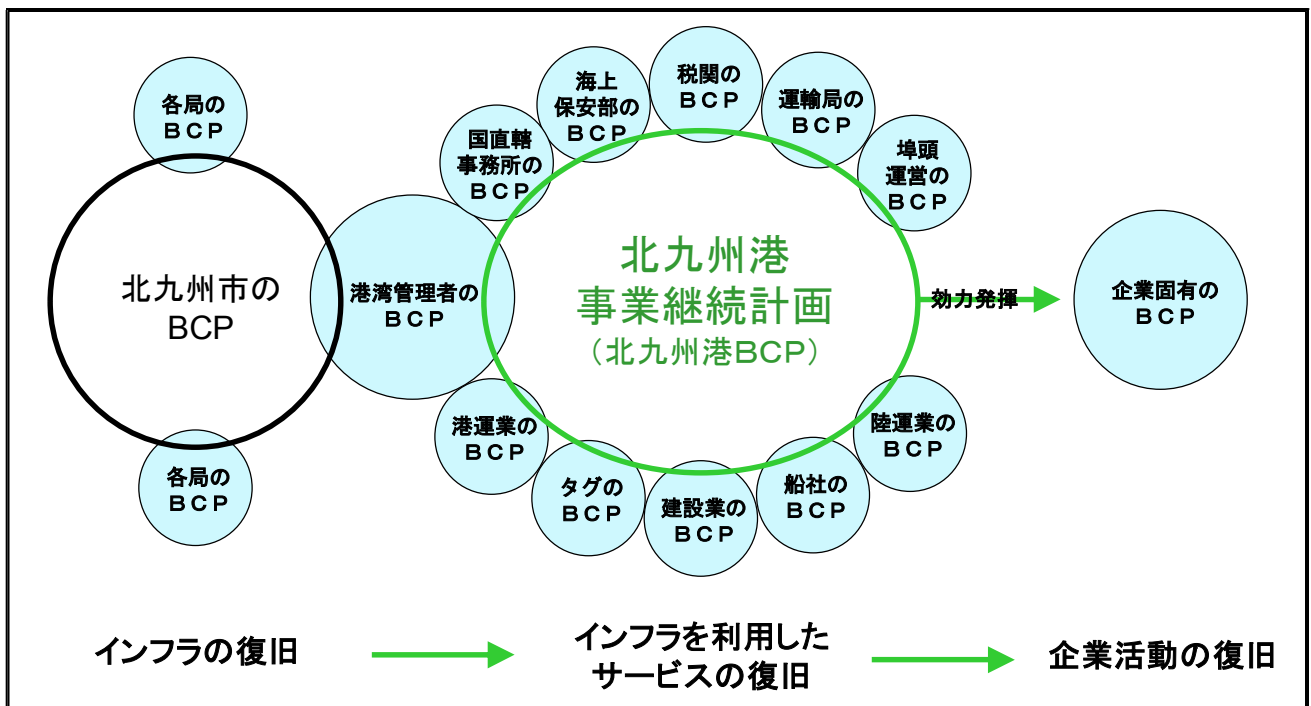 各局の
ＢＣＰ
北九州市の
BCP
各局の
ＢＣＰ
港湾管理者の
ＢＣＰ
国直轄
事務所の
ＢＣＰ
海上
保安部の
ＢＣＰ
税関の
ＢＣＰ
運輸局の
ＢＣＰ
埠頭
運営の
ＢＣＰ
北九州港
事業継続計画
（北九州港BCP）
港運業の
ＢＣＰ
タグの
ＢＣＰ
建設業の
ＢＣＰ
船社の
ＢＣＰ
陸運業の
ＢＣＰ
効力発揮
企業固有の
ＢＣＰ
インフラの復旧
インフラを利用した
サービスの復旧
企業活動の復旧